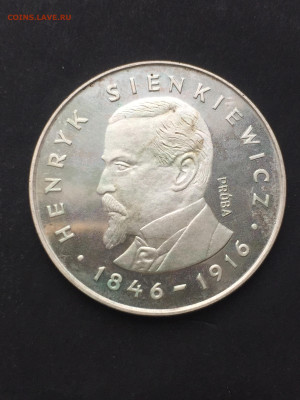 COINS.LAVE.RU
· HENRYK SIENKIEWICZ ·
PRÓBA
1846-1916